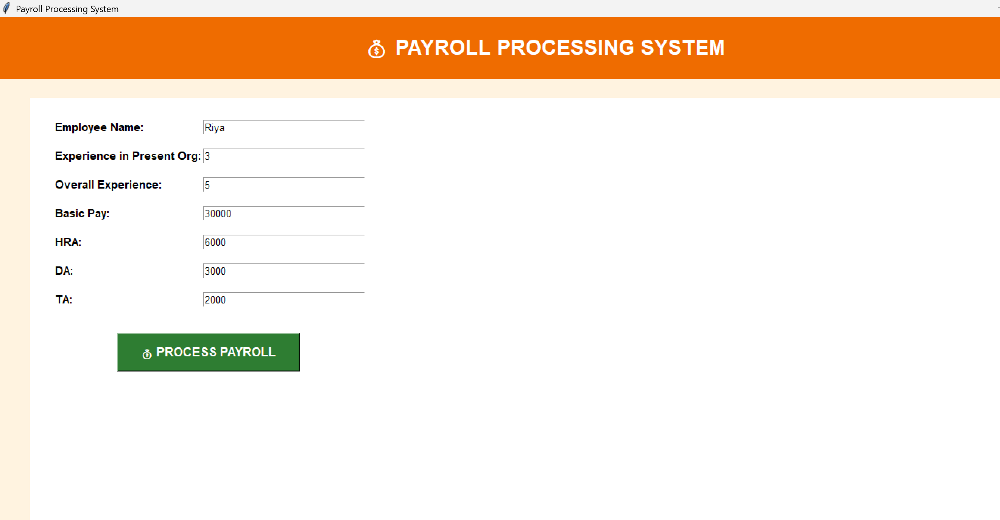 Payroll Processing System
PAYROLL PROCESSING SYSTEM
Employee Name: Riya
Experience in Present Org: 3
Overall Experience: 5
Basic Pay: 30000
HRA: 6000
DA: 3000
TA: 2000
PROCESS PAYROLL